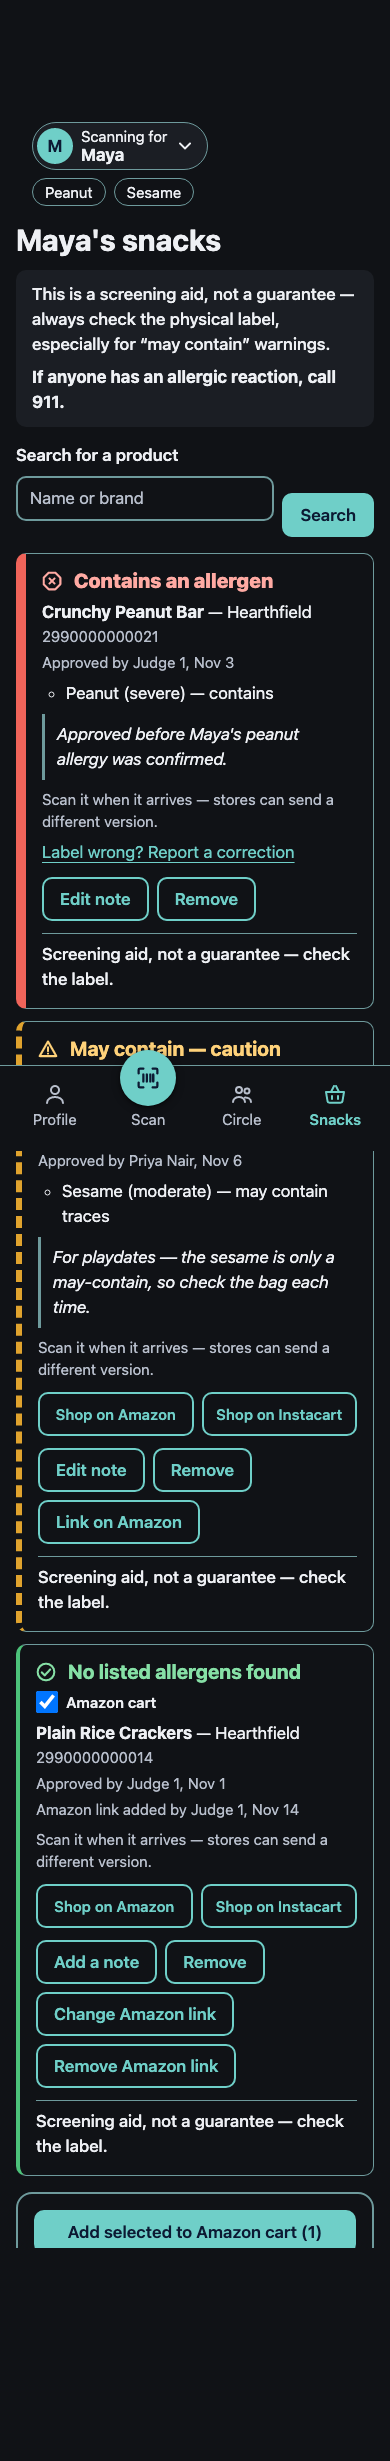 M
Scanning for
Maya
Peanut
Sesame
Maya's snacks
This is a screening aid, not a guarantee —
always check the physical label,
especially for “may contain” warnings.
If anyone has an allergic reaction, call
911.
Search for a product
Name or brand
Search
Contains an allergen
Crunchy Peanut Bar — Hearthfield
2990000000021
Approved by Judge 1, Nov 3
Peanut (severe) — contains
Approved before Maya's peanut
allergy was confirmed.
Scan it when it arrives — stores can send a
different version.
Label wrong? Report a correction
Edit note
Remove
Screening aid, not a guarantee — check
the label.
May contain — caution
Profile
Scan
Circle
Snacks
Approved by Priya Nair, Nov 6
Sesame (moderate) — may contain
traces
For playdates — the sesame is only a
may-contain, so check the bag each
time.
Scan it when it arrives — stores can send a
different version.
Shop on Amazon
Shop on Instacart
Edit note
Remove
Link on Amazon
Screening aid, not a guarantee — check
the label.
No listed allergens found
Amazon cart
Plain Rice Crackers — Hearthfield
2990000000014
Approved by Judge 1, Nov 1
Amazon link added by Judge 1, Nov 14
Scan it when it arrives — stores can send a
different version.
Shop on Amazon
Shop on Instacart
Add a note
Remove
Change Amazon link
Remove Amazon link
Screening aid, not a guarantee — check
the label.
Add selected to Amazon cart (1)